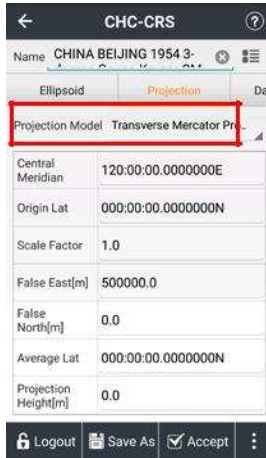 CHC-CRS
Name CHINA BEIJING 1954 3-
Ellipsoid Projection Da
Projection Model Transverse Mercator Pr
Central
Meridian 120:00:00.0000000E
Origin Lat 000:00:00.0000000N
Scale Factor 1.0
False East[m] 500000.0
False
North[m] 0.0
Average Lat 000:00:00.0000000N
Projection
Height[m] 0.0
Logout Save As Accept